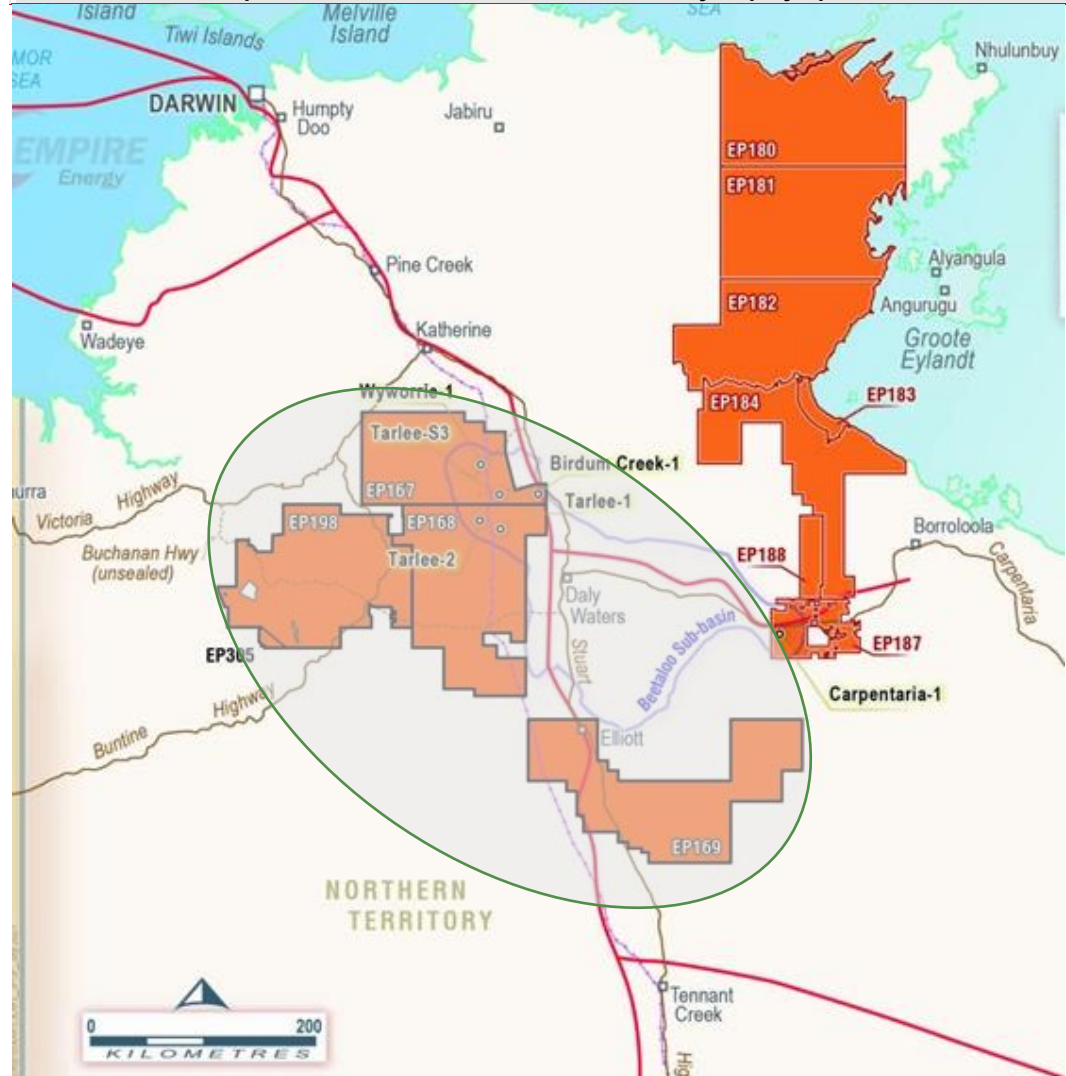 Island
Tiwi Islands
Melville
Island
SEA
MOR
SEA
DARWIN
Humpty
Doo
Jabiru
Nhulunbuy
EMPIRE
Energy
EP180
EP181
Pine Creek
Alyangula
EP182
Angurugu
Wadeye
Katherine
Groote
Eylandt
Wyworrie-1
EP184
EP183
Tarlee-S3
Birdum Creek-1
urra
Highway
Victoria
EP167
Tarlee-1
EP198
EP168
Borroloola
Buchanan Hwy
(unsealed)
Tarlee-2
EP188
Carpentaria
Daly
Waters
Beetaloo Sub-basin
EP187
EP305
Stuart
Carpentaria-1
Highway
Buntine
Elliott
EP169
NORTHERN
TERRITORY
Tennant
Creek
0 200
KILOMETRES
Hig